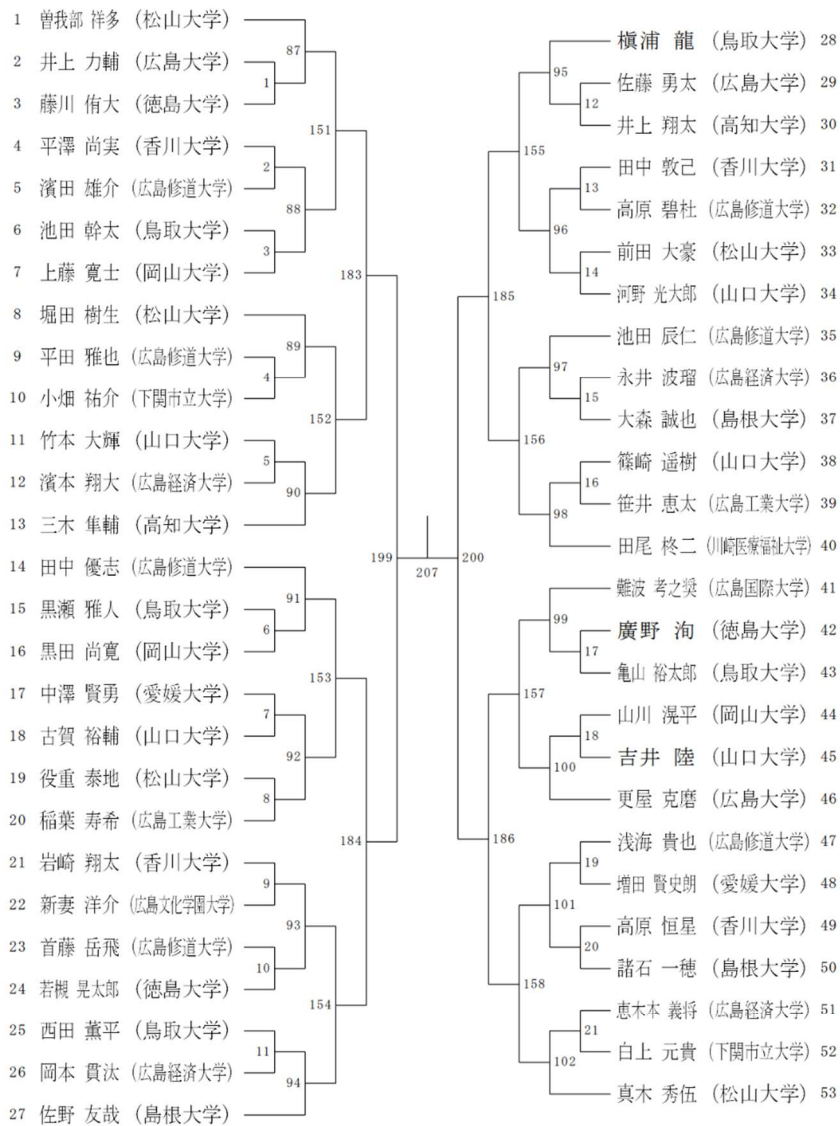 1 曽我部 祥多 (松山大学)
2 井上 力輔 (広島大学)
3 藤川 侑大 (徳島大学)
4 平澤 尚実 (香川大学)
5 濱田 雄介 (広島修道大学)
6 池田 幹太 (鳥取大学)
7 上藤 寛士 (岡山大学)
8 堀田 樹生 (松山大学)
9 平田 雅也 (広島修道大学)
10 小畑 祐介 (下関市立大学)
11 竹本 大輝 (山口大学)
12 濱本 翔大 (広島経済大学)
13 三木 隼輔 (高知大学)
14 田中 優志 (広島修道大学)
15 黒瀬 雅人 (鳥取大学)
16 黒田 尚寛 (岡山大学)
17 中澤 賢勇 (愛媛大学)
18 古賀 裕輔 (山口大学)
19 役重 泰地 (松山大学)
20 稲葉 寿希 (広島工業大学)
21 岩崎 翔太 (香川大学)
22 新妻 洋介 (広島文化学園大学)
23 首藤 岳飛 (広島修道大学)
24 若槻 晃太郎 (徳島大学)
25 西田 薫平 (鳥取大学)
26 岡本 貫汰 (広島経済大学)
27 佐野 友哉 (島根大学)
87
1
2
88
3
89
4
5
90
91
6
7
92
8
9
93
10
11
94
151
152
153
154
183
184
199
207
200
185
186
155
156
157
158
95
12
13
96
14
97
15
16
98
99
17
18
100
19
101
20
21
102
槇浦 龍 (鳥取大学) 28
佐藤 勇太 (広島大学) 29
井上 翔太 (高知大学) 30
田中 敦己 (香川大学) 31
高原 碧杜 (広島修道大学) 32
前田 大豪 (松山大学) 33
河野 光大郎 (山口大学) 34
池田 辰仁 (広島修道大学) 35
永井 波瑠 (広島経済大学) 36
大森 誠也 (島根大学) 37
篠崎 遥樹 (山口大学) 38
笹井 恵太 (広島工業大学) 39
田尾 柊二 (川崎医療福祉大学) 40
難波 考之奨 (広島国際大学) 41
廣野 洵 (徳島大学) 42
亀山 裕太郎 (鳥取大学) 43
山川 滉平 (岡山大学) 44
吉井 陸 (山口大学) 45
更屋 克磨 (広島大学) 46
浅海 貴也 (広島修道大学) 47
増田 賢史朗 (愛媛大学) 48
高原 恒星 (香川大学) 49
諸石 一穂 (島根大学) 50
恵木本 義将 (広島経済大学) 51
白上 元貴 (下関市立大学) 52
真木 秀伍 (松山大学) 53